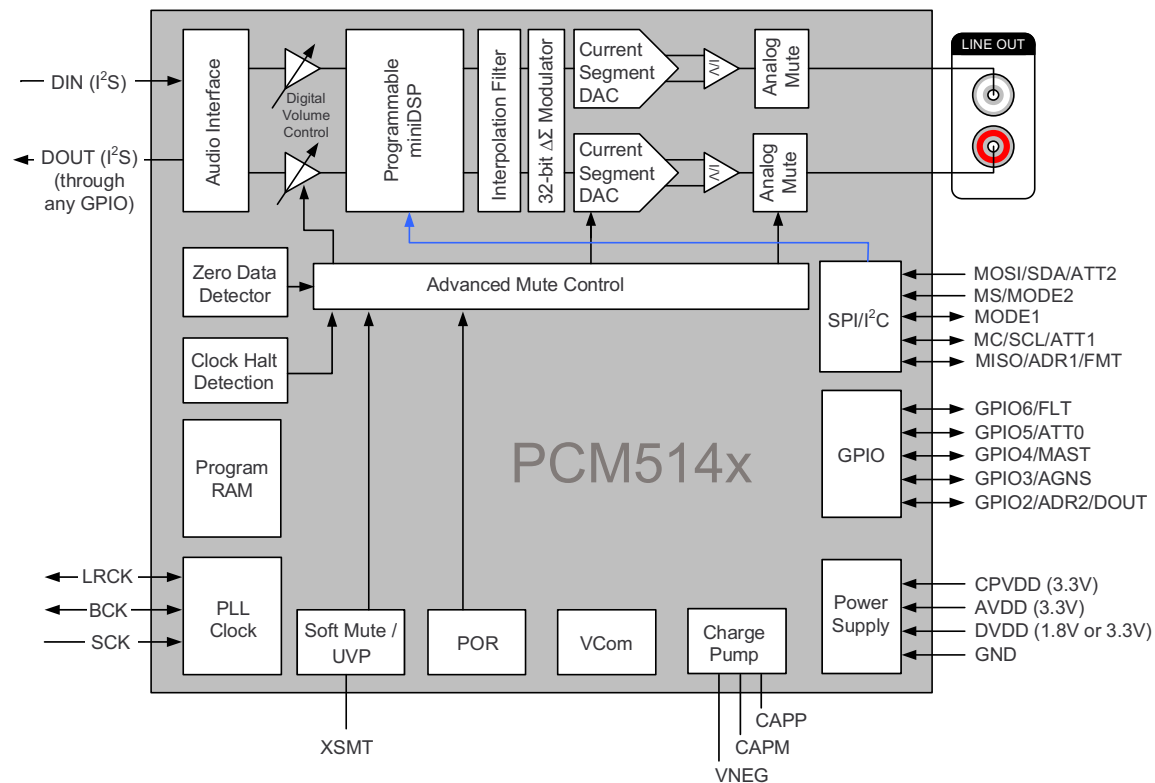 DIN (I²S)
DOUT (I²S)
(through
any GPIO)
Audio Interface
Digital
Volume
Control
Programmable
miniDSP
Interpolation Filter
32-bit ΔΣ Modulator
Current
Segment
DAC
I/V
Analog
Mute
Current
Segment
DAC
I/V
Analog
Mute
LINE OUT
Zero Data
Detector
Advanced Mute Control
Clock Halt
Detection
SPI/I²C
MOSI/SDA/ATT2
MS/MODE2
MODE1
MC/SCL/ATT1
MISO/ADR1/FMT
Program
RAM
PCM514x
GPIO
GPIO6/FLT
GPIO5/ATT0
GPIO4/MAST
GPIO3/AGNS
GPIO2/ADR2/DOUT
LRCK
BCK
SCK
PLL
Clock
Soft Mute /
UVP
POR
VCom
Charge
Pump
Power
Supply
CPVDD (3.3V)
AVDD (3.3V)
DVDD (1.8V or 3.3V)
GND
XSMT
CAPP
CAPM
VNEG